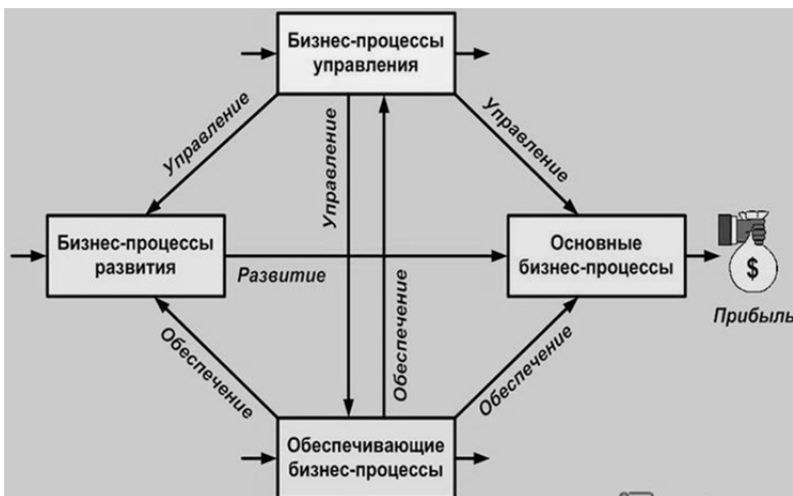 Бизнес-процессы
управления
Управление
Управление
Управление
Бизнес-процессы
развития
Развитие
Основные
бизнес-процессы
$
Прибыль
Обеспечение
Обеспечение
Обеспечение
Обеспечивающие
бизнес-процессы